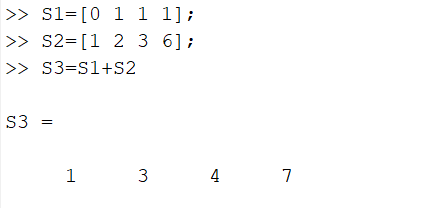 >> S1=[0 1 1 1];
>> S2=[1 2 3 6];
>> S3=S1+S2
S3 =
1 3 4 7